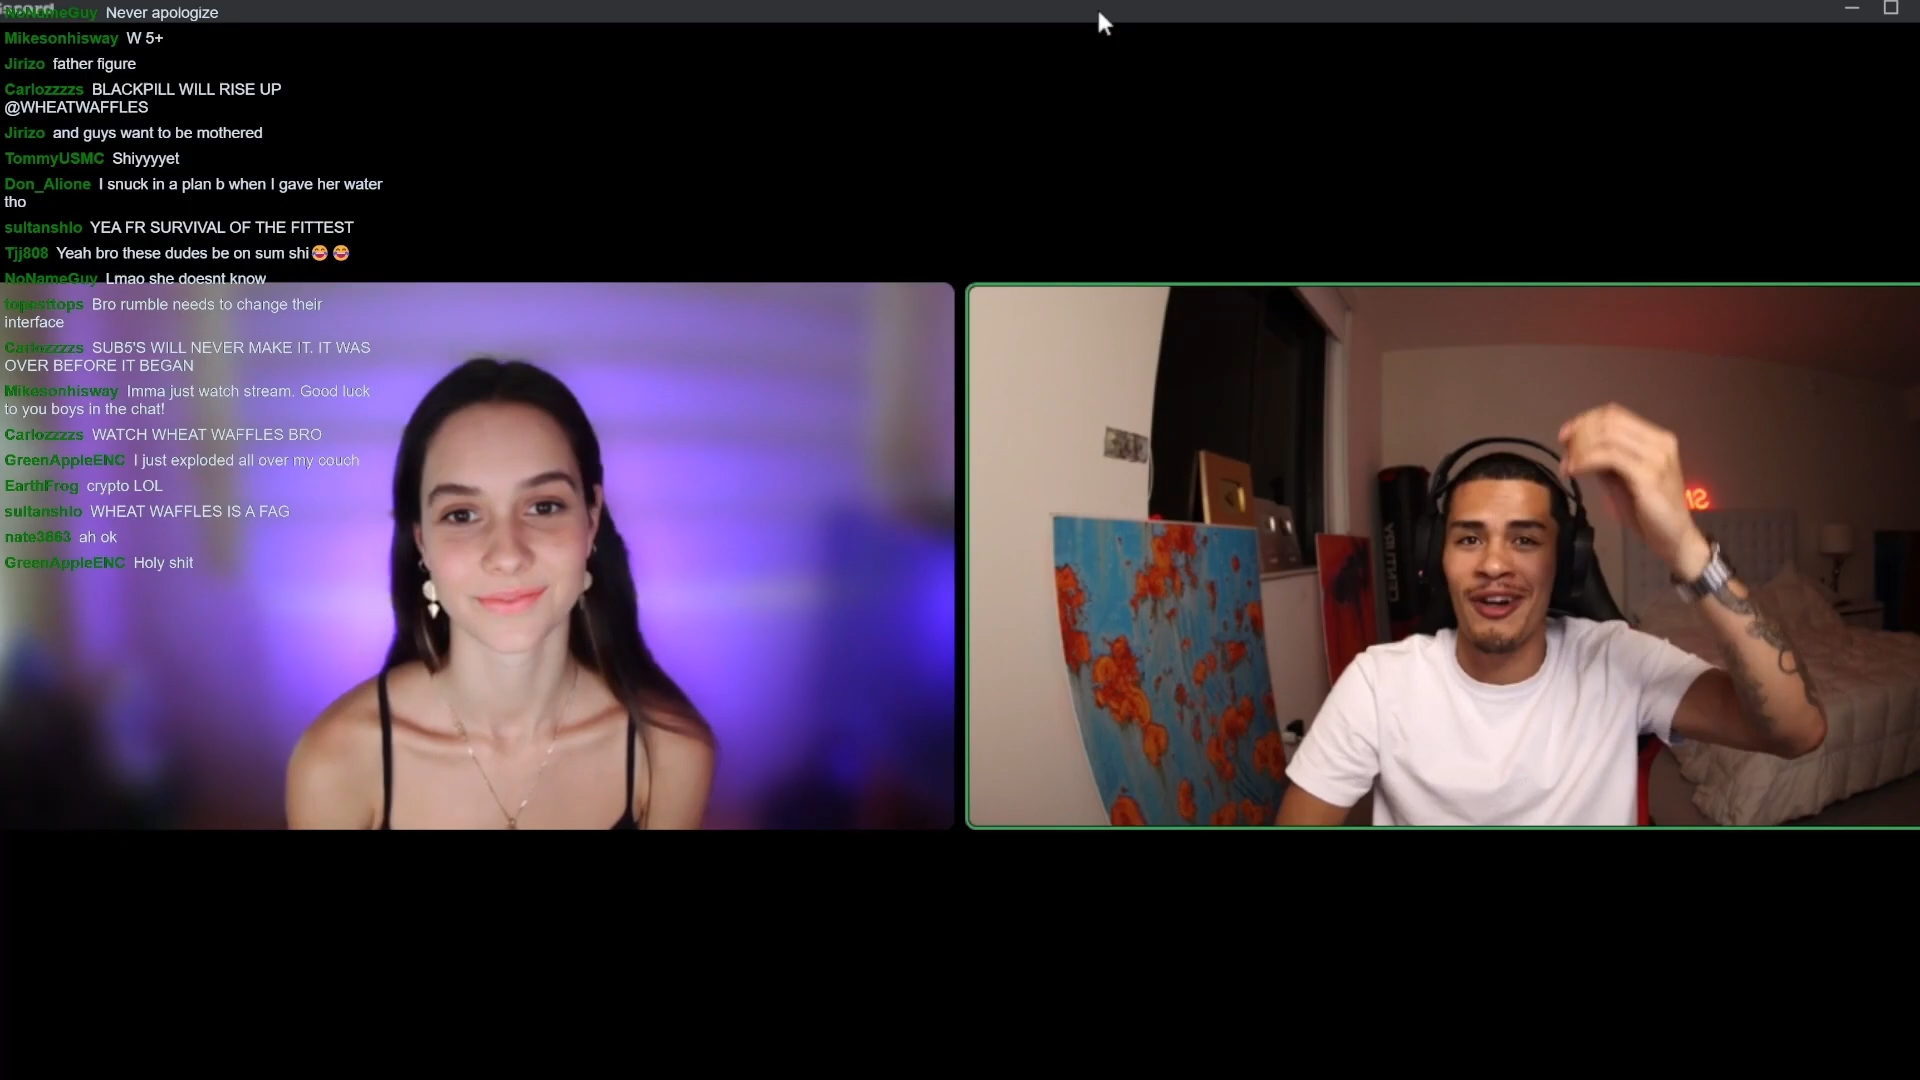 iscord
NoNameGuy Never apologize
Mikesonhisway W 5+
Jirizo father figure
Carlozzzzs BLACKPILL WILL RISE UP
@WHEATWAFFLES
Jirizo and guys want to be mothered
TommyUSMC Shiyyyyet
Don_Alione I snuck in a plan b when I gave her water
tho
sultanshlo YEA FR SURVIVAL OF THE FITTEST
Tjj808 Yeah bro these dudes be on sum shi😂 😂
NoNameGuy Lmao she doesnt know
Bro rumble needs to change their
interface
Carlozzzzs SUB5'S WILL NEVER MAKE IT. IT WAS
OVER BEFORE IT BEGAN
Mikesonhisway Imma just watch stream. Good luck
to you boys in the chat!
Carlozzzzs WATCH WHEAT WAFFLES BRO
GreenAppleENC I just exploded all over my couch
EarthFrog crypto LOL
sultanshlo WHEAT WAFFLES IS A FAG
nate3863 ah ok
GreenAppleENC Holy shit